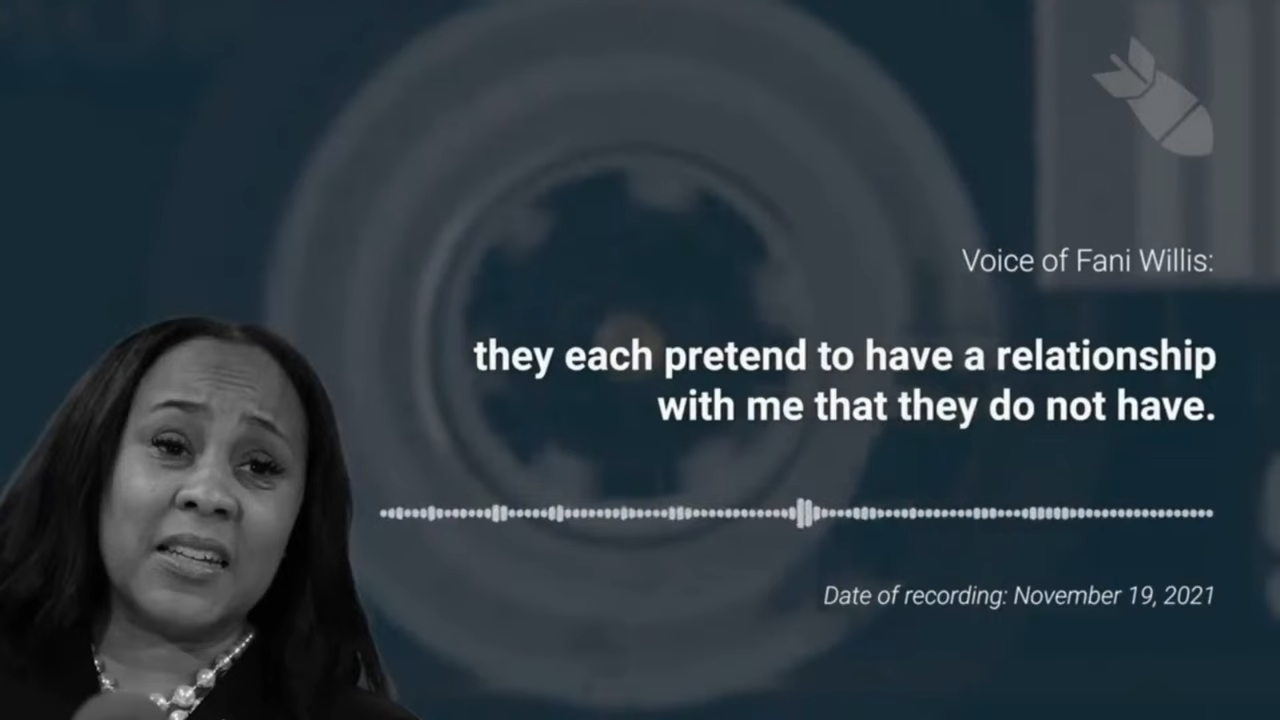 Voice of Fani Willis:
they each pretend to have a relationship
with me that they do not have.
Date of recording: November 19, 2021